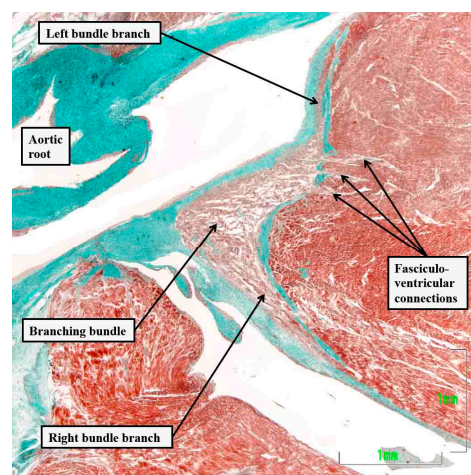 Left bundle branch
Aortic
root
Fasciculo-
ventricular
connections
Branching bundle
1mm
Right bundle branch
1mm